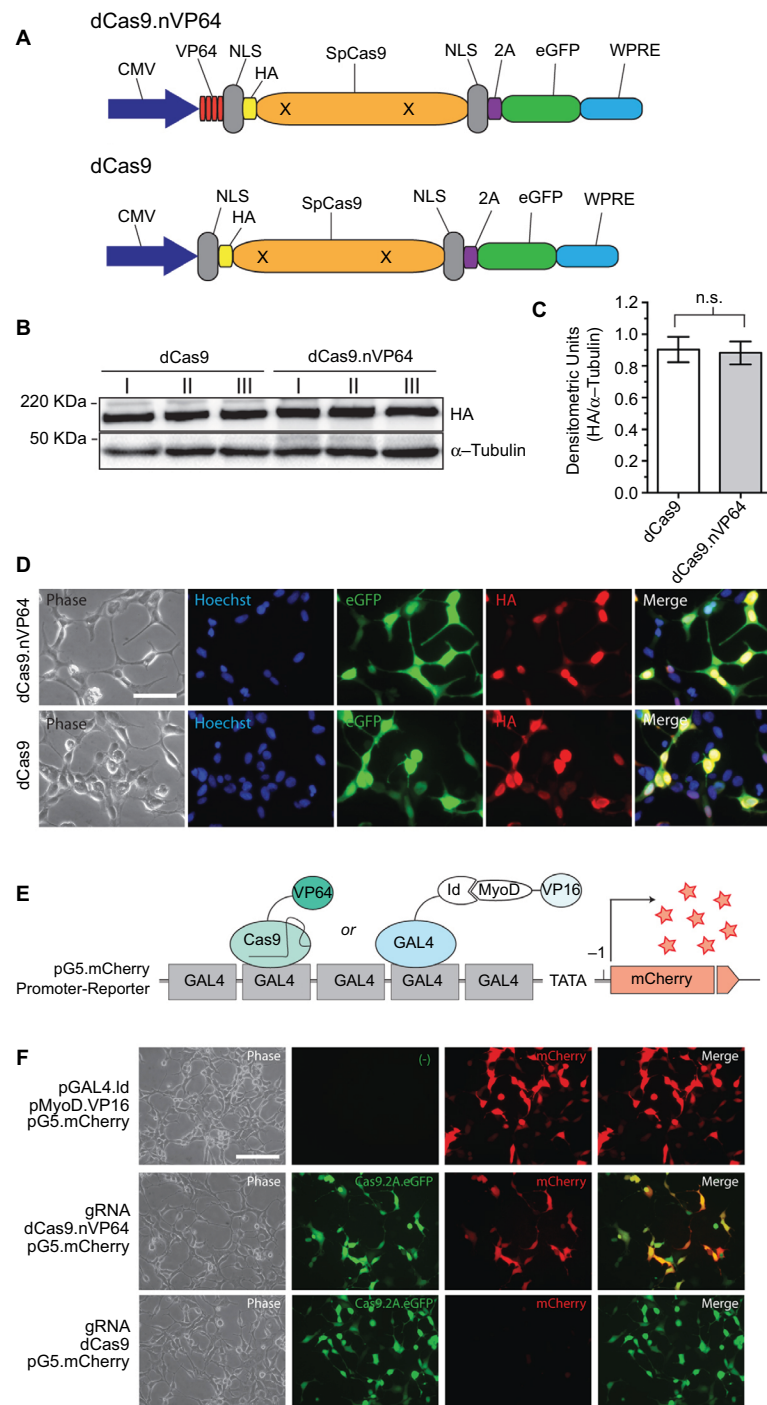 A
dCas9.nVP64
CMV VP64 NLS HA SpCas9 NLS 2A eGFP WPRE
X X
dCas9
CMV NLS HA SpCas9 NLS 2A eGFP WPRE
X X
B
dCas9 dCas9.nVP64
I II III I II III
220 KDa
HA
50 KDa
α–Tubulin
C
n.s.
Densitometric Units
(HA/α–Tubulin)
1.2
1.0
0.8
0.6
0.4
0.2
0.0
dCas9
dCas9.nVP64
D
dCas9.nVP64
Phase Hoechst eGFP HA Merge
dCas9
Phase Hoechst eGFP HA Merge
E
VP64
Cas9
or
Id MyoD VP16
GAL4
pG5.mCherry
Promoter-Reporter
GAL4 GAL4 GAL4 GAL4 GAL4 TATA
–1
mCherry
F
pGAL4.Id
pMyoD.VP16
pG5.mCherry
Phase (-) mCherry Merge
gRNA
dCas9.nVP64
pG5.mCherry
Phase Cas9.2A.eGFP mCherry Merge
gRNA
dCas9
pG5.mCherry
Phase Cas9.2A.eGFP mCherry Merge